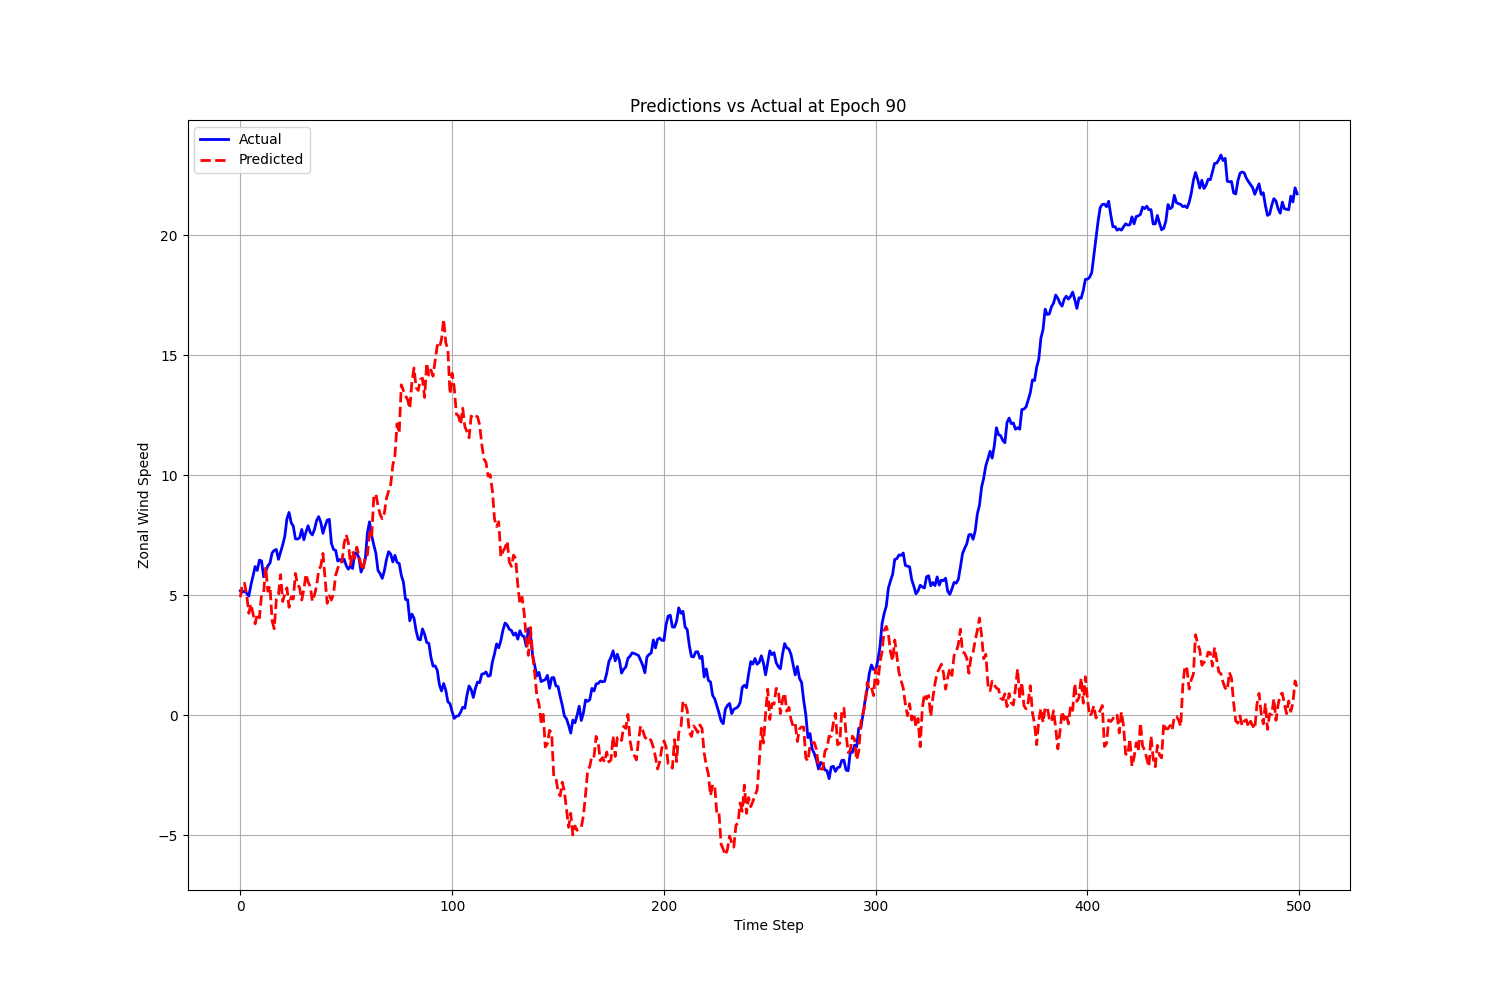 Predictions vs Actual at Epoch 90
Actual
Predicted
Zonal Wind Speed
20
15
10
5
0
−5
0 100 200 300 400 500
Time Step